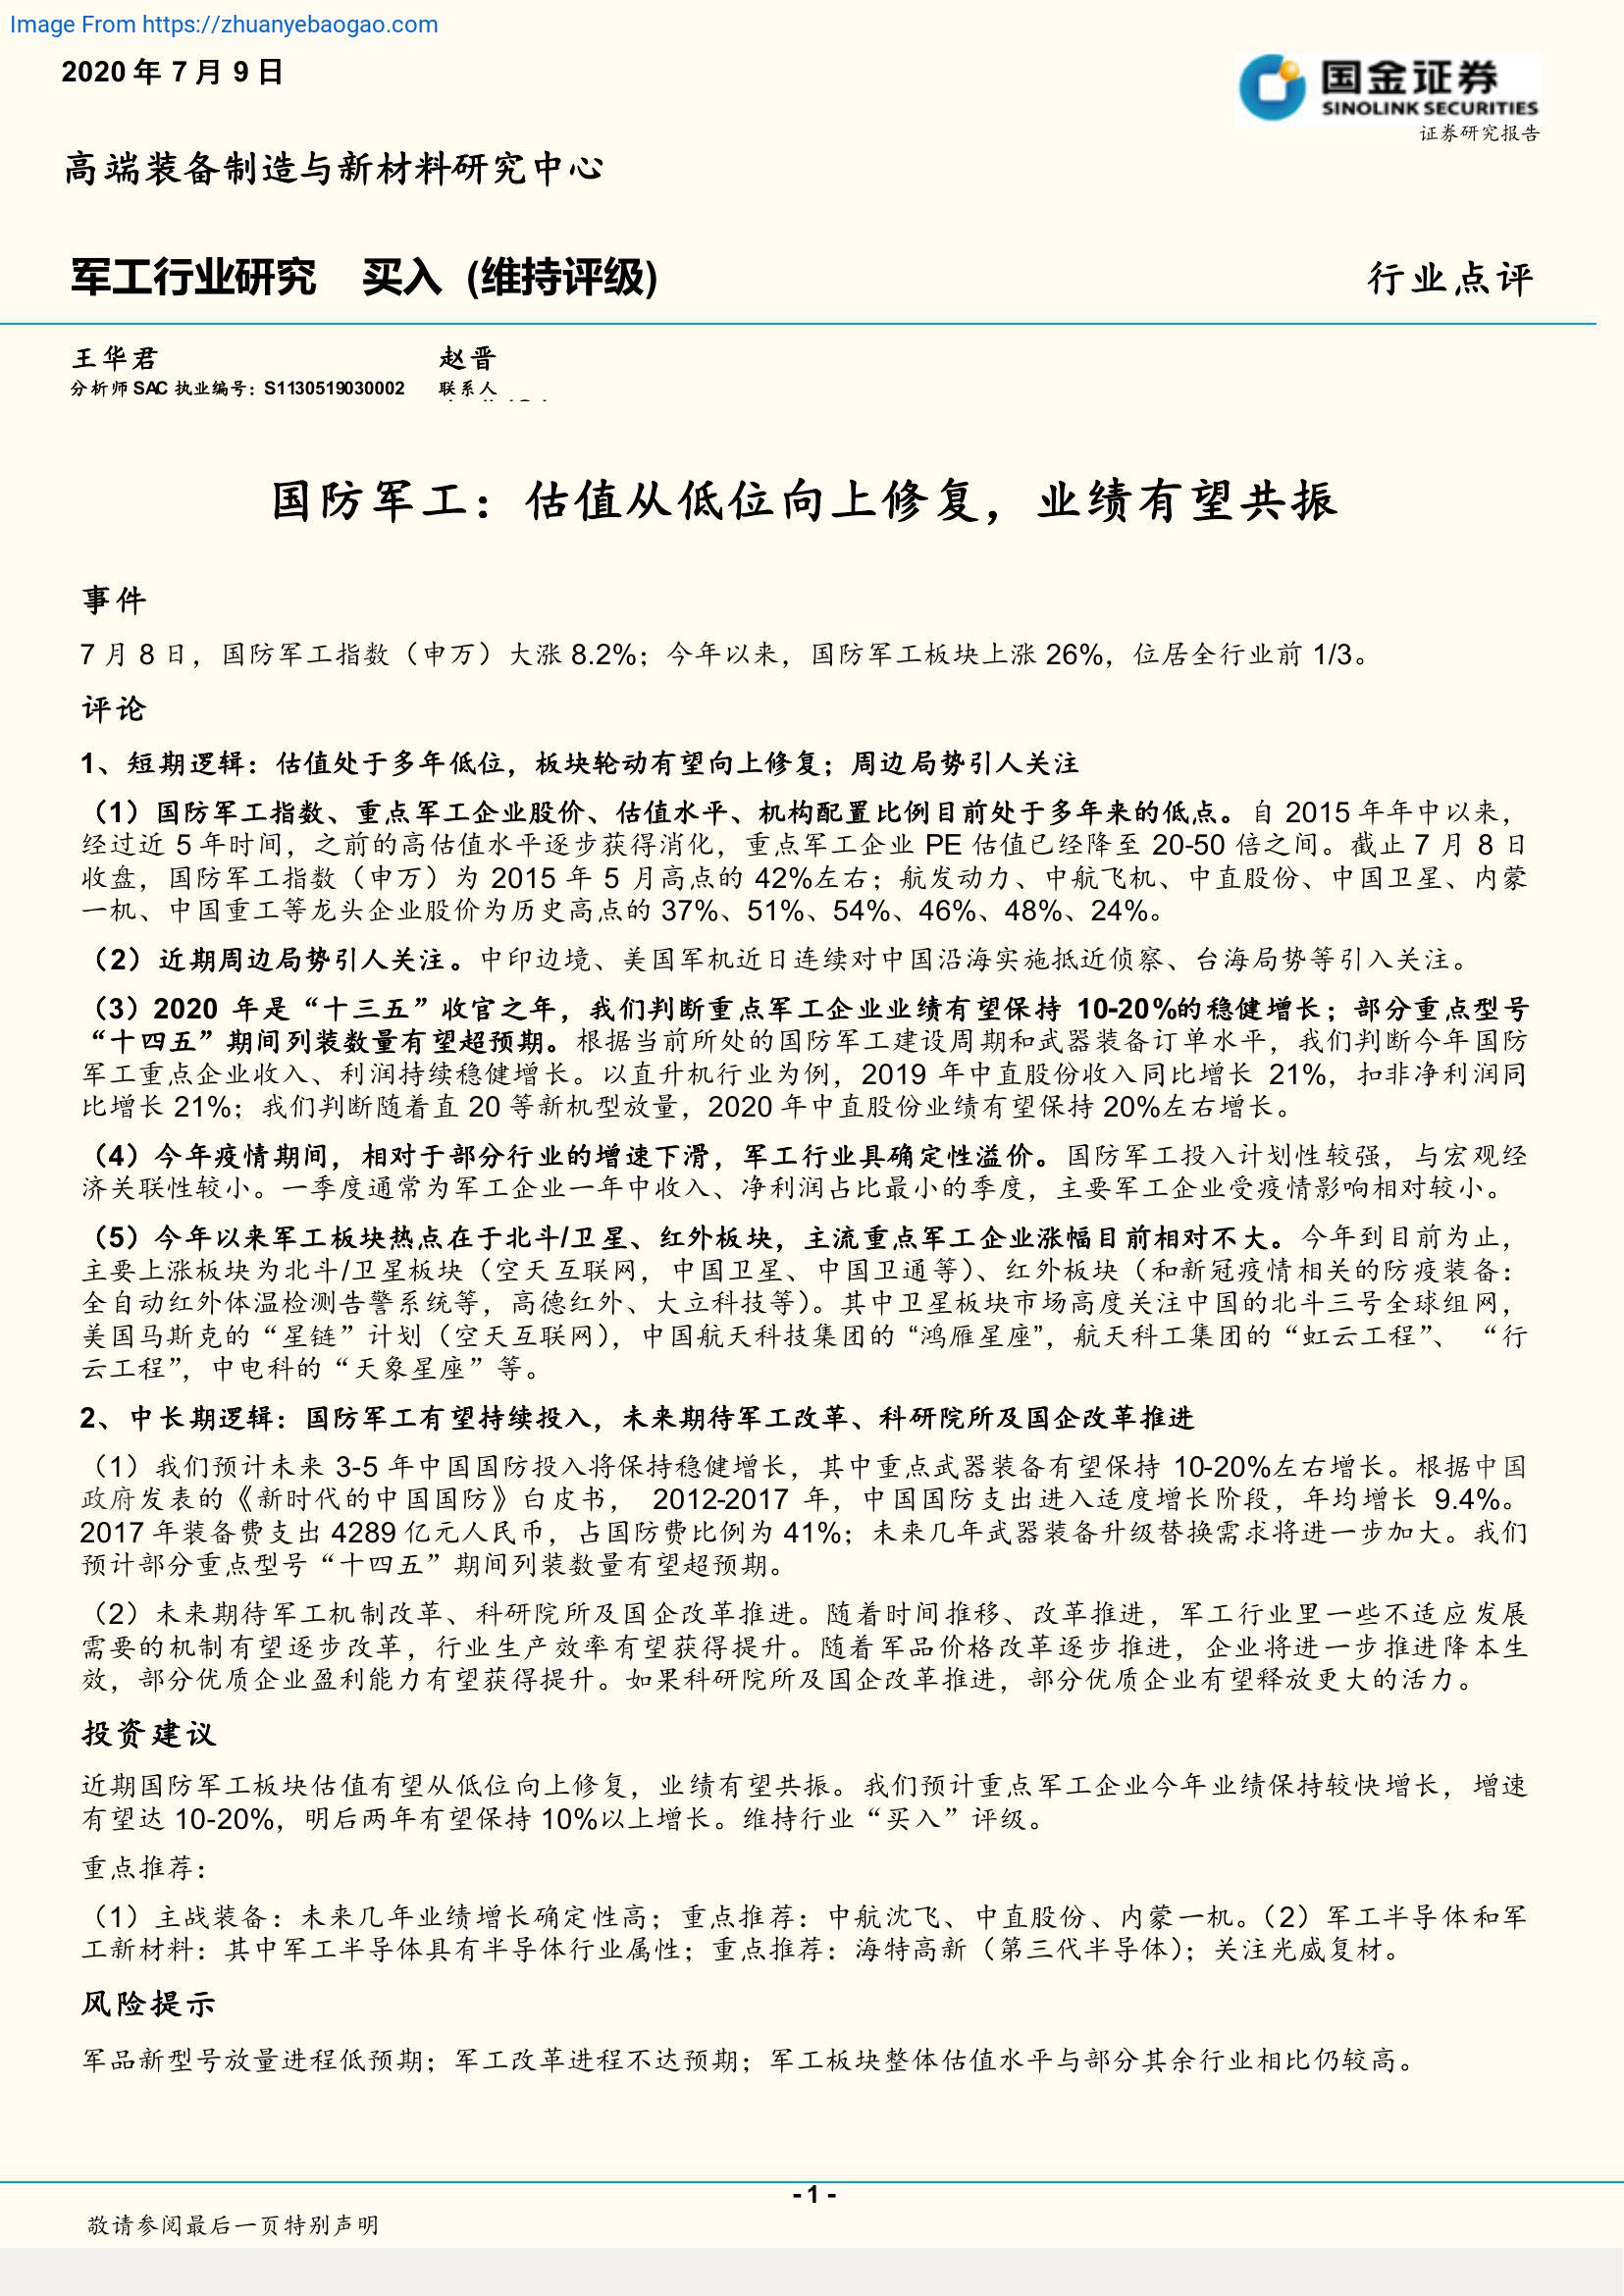 Image From https://zhuanyebaogao.com
2020 年 7 月 9 日
国金证券
SINOLINK SECURITIES
证券研究报告
高端装备制造与新材料研究中心
军工行业研究 买入 (维持评级)
行业点评
王华君 赵晋
分析师 SAC 执业编号：S1130519030002 联系人
国防军工：估值从低位向上修复，业绩有望共振
事件
7 月 8 日，国防军工指数（申万）大涨 8.2%；今年以来，国防军工板块上涨 26%，位居全行业前 1/3。
评论
1、短期逻辑：估值处于多年低位，板块轮动有望向上修复；周边局势引人关注
（1）国防军工指数、重点军工企业股价、估值水平、机构配置比例目前处于多年来的低点。自 2015 年年中以来，
经过近 5 年时间，之前的高估值水平逐步获得消化，重点军工企业 PE 估值已经降至 20-50 倍之间。截止 7 月 8 日
收盘，国防军工指数（申万）为 2015 年 5 月高点的 42%左右；航发动力、中航飞机、中直股份、中国卫星、内蒙
一机、中国重工等龙头企业股价为历史高点的 37%、51%、54%、46%、48%、24%。
（2）近期周边局势引人关注。中印边境、美国军机近日连续对中国沿海实施抵近侦察、台海局势等引入关注。
（3）2020 年是“十三五”收官之年，我们判断重点军工企业业绩有望保持 10-20%的稳健增长；部分重点型号
“十四五”期间列装数量有望超预期。根据当前所处的国防军工建设周期和武器装备订单水平，我们判断今年国防
军工重点企业收入、利润持续稳健增长。以直升机行业为例，2019 年中直股份收入同比增长 21%，扣非净利润同
比增长 21%；我们判断随着直 20 等新机型放量，2020 年中直股份业绩有望保持 20%左右增长。
（4）今年疫情期间，相对于部分行业的增速下滑，军工行业具确定性溢价。国防军工投入计划性较强，与宏观经
济关联性较小。一季度通常为军工企业一年中收入、净利润占比最小的季度，主要军工企业受疫情影响相对较小。
（5）今年以来军工板块热点在于北斗/卫星、红外板块，主流重点军工企业涨幅目前相对不大。今年到目前为止，
主要上涨板块为北斗/卫星板块（空天互联网，中国卫星、中国卫通等）、红外板块（和新冠疫情相关的防疫装备：
全自动红外体温检测告警系统等，高德红外、大立科技等）。其中卫星板块市场高度关注中国的北斗三号全球组网，
美国马斯克的“星链”计划（空天互联网），中国航天科技集团的 “鸿雁星座”，航天科工集团的“虹云工程”、 “行
云工程”，中电科的“天象星座”等。
2、中长期逻辑：国防军工有望持续投入，未来期待军工改革、科研院所及国企改革推进
（1）我们预计未来 3-5 年中国国防投入将保持稳健增长，其中重点武器装备有望保持 10-20%左右增长。根据中国
政府发表的《新时代的中国国防》白皮书， 2012-2017 年，中国国防支出进入适度增长阶段，年均增长 9.4%。
2017 年装备费支出 4289 亿元人民币，占国防费比例为 41%；未来几年武器装备升级替换需求将进一步加大。我们
预计部分重点型号“十四五”期间列装数量有望超预期。
（2）未来期待军工机制改革、科研院所及国企改革推进。随着时间推移、改革推进，军工行业里一些不适应发展
需要的机制有望逐步改革，行业生产效率有望获得提升。随着军品价格改革逐步推进，企业将进一步推进降本生
效，部分优质企业盈利能力有望获得提升。如果科研院所及国企改革推进，部分优质企业有望释放更大的活力。
投资建议
近期国防军工板块估值有望从低位向上修复，业绩有望共振。我们预计重点军工企业今年业绩保持较快增长，增速
有望达 10-20%，明后两年有望保持 10%以上增长。维持行业“买入”评级。
重点推荐：
（1）主战装备：未来几年业绩增长确定性高；重点推荐：中航沈飞、中直股份、内蒙一机。（2）军工半导体和军
工新材料：其中军工半导体具有半导体行业属性；重点推荐：海特高新（第三代半导体）；关注光威复材。
风险提示
军品新型号放量进程低预期；军工改革进程不达预期；军工板块整体估值水平与部分其余行业相比仍较高。
- 1 -
敬请参阅最后一页特别声明